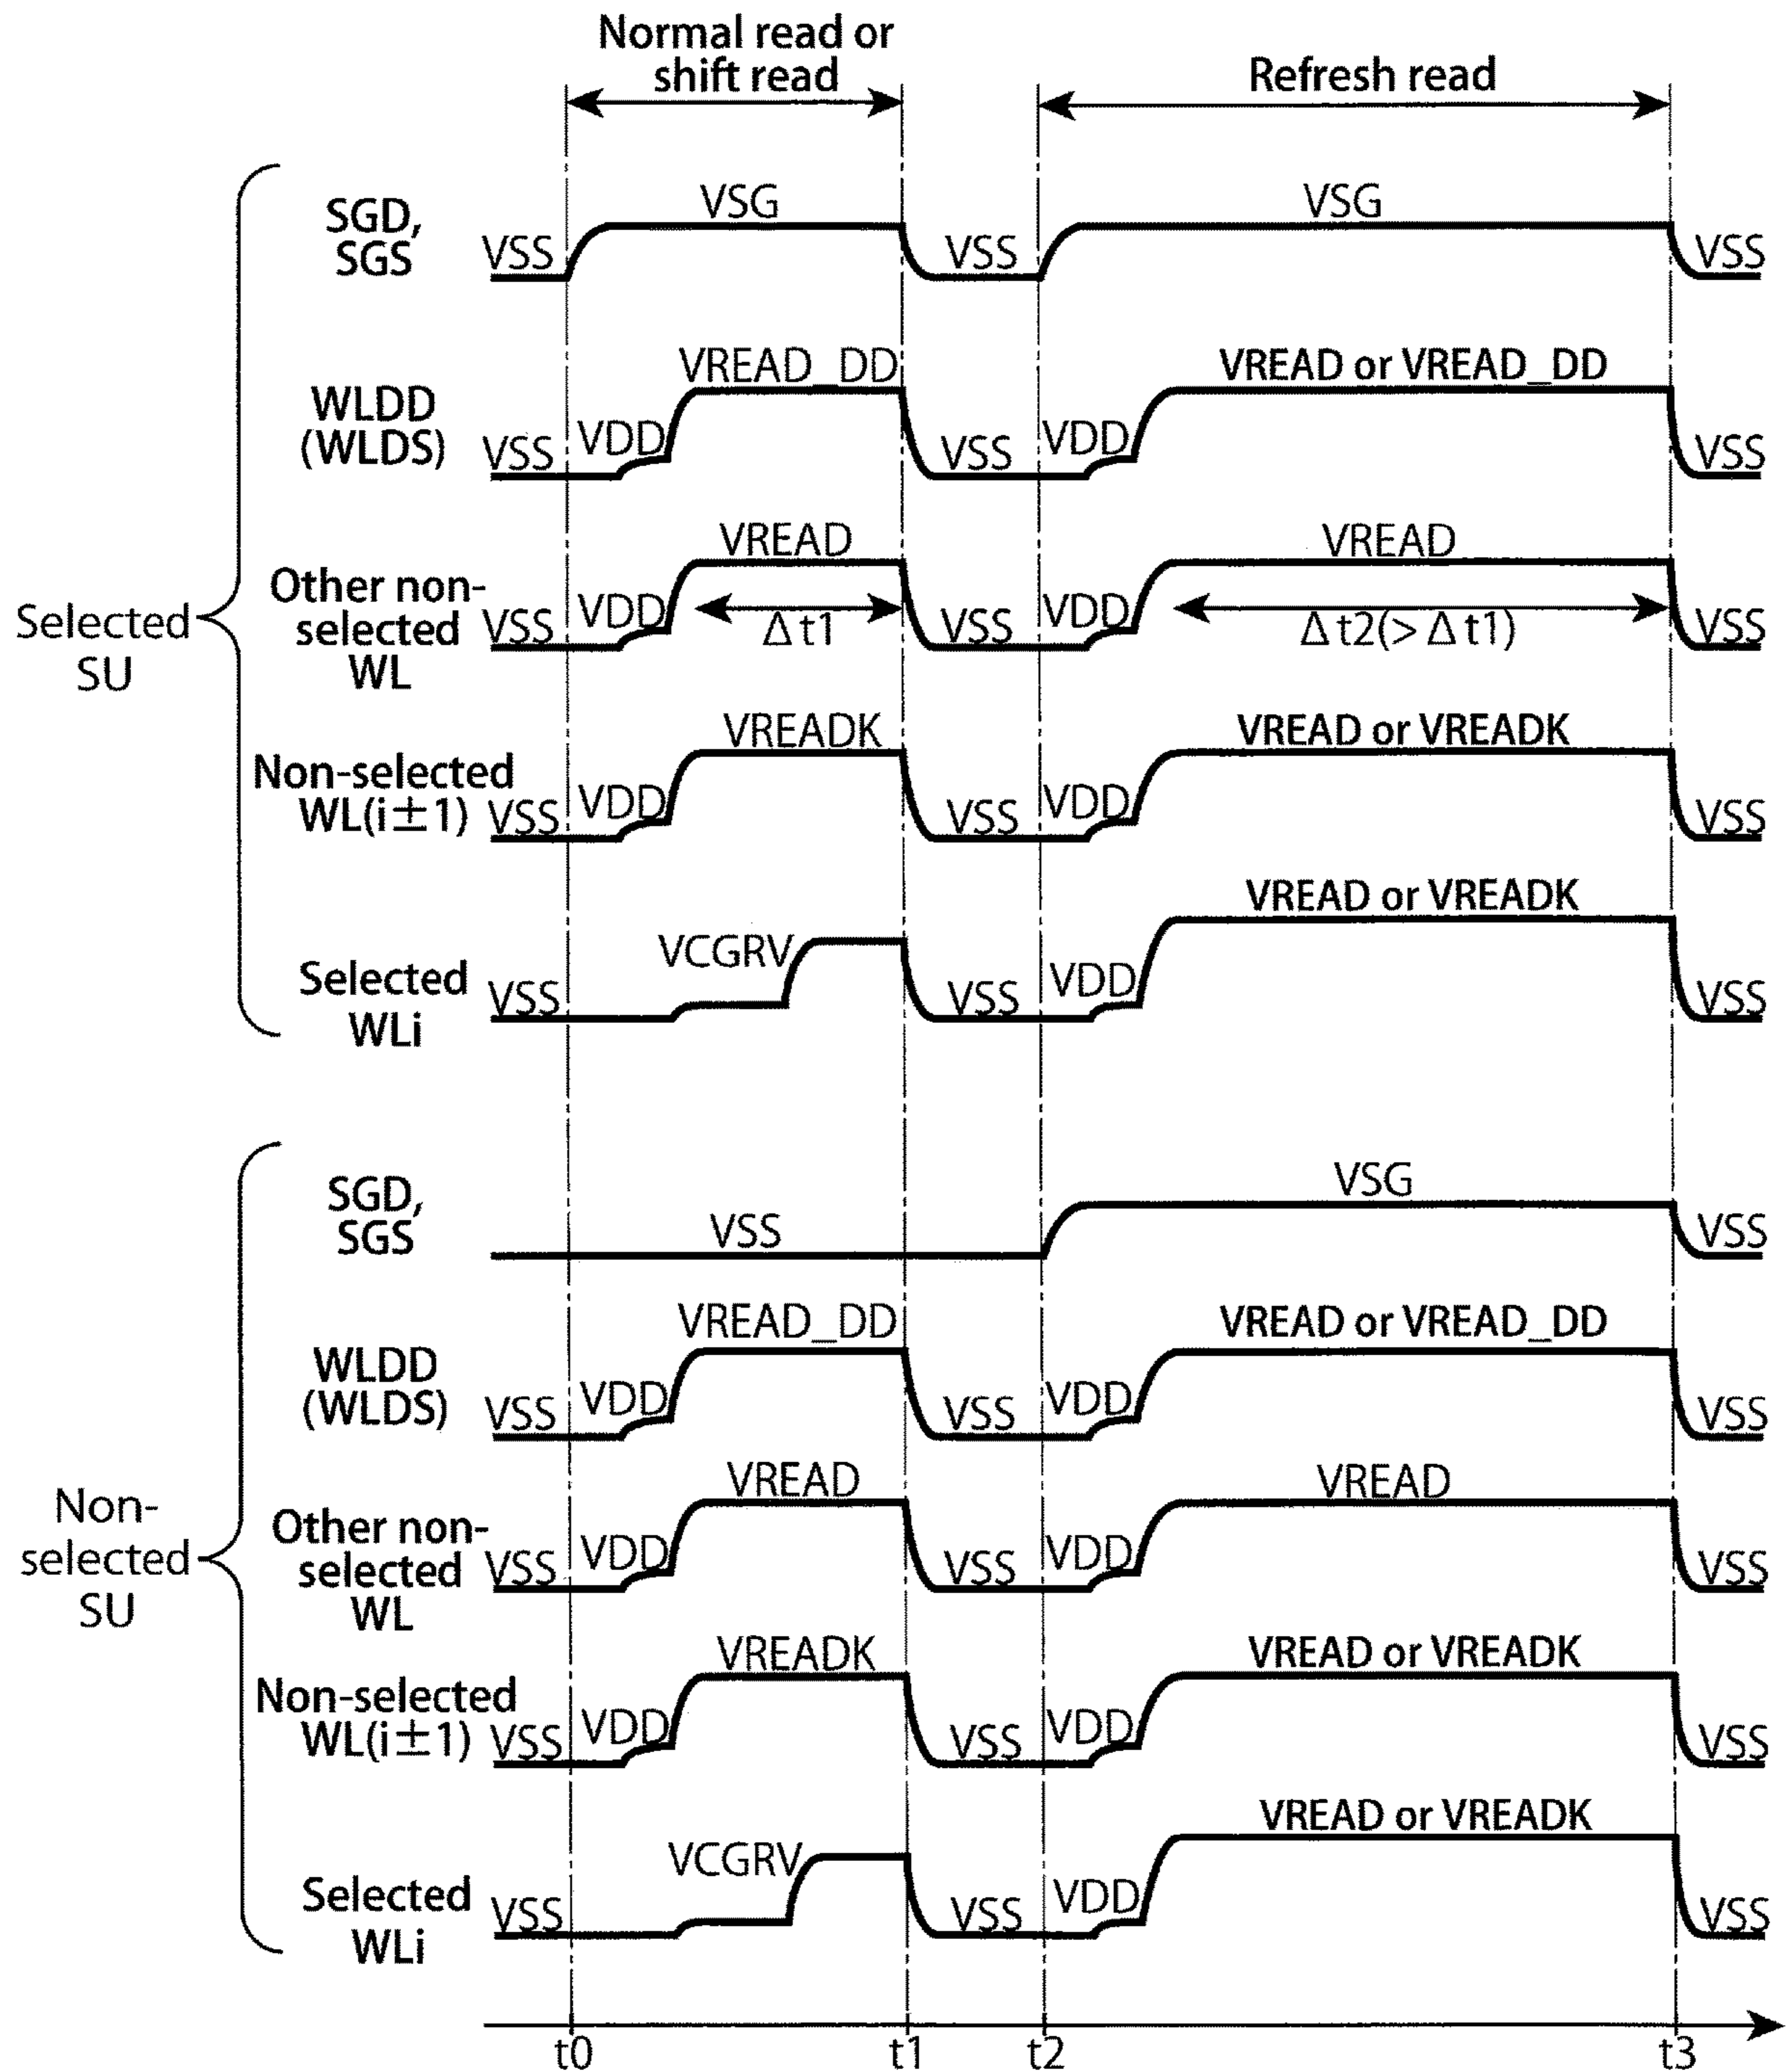 Normal read or
shift read
Refresh read
Selected
SU
SGD,
SGS
VSS
VSG
VSS
VSG
VSS
WLDD
(WLDS)
VSS
VDD
VREAD_DD
VSS
VDD
VREAD or VREAD_DD
VSS
Other non-
selected
WL
VSS
VDD
VREAD
Δt1
VSS
VDD
VREAD
Δt2(>Δt1)
VSS
Non-selected
WL(i±1)
VSS
VDD
VREADK
VSS
VDD
VREAD or VREADK
VSS
Selected
WLi
VSS
VCGRV
VSS
VDD
VREAD or VREADK
VSS
Non-
selected
SU
SGD,
SGS
VSS
VSG
VSS
WLDD
(WLDS)
VSS
VDD
VREAD_DD
VSS
VDD
VREAD or VREAD_DD
VSS
Other non-
selected
WL
VSS
VDD
VREAD
VSS
VDD
VREAD
VSS
Non-selected
WL(i±1)
VSS
VDD
VREADK
VSS
VDD
VREAD or VREADK
VSS
Selected
WLi
VSS
VCGRV
VSS
VDD
VREAD or VREADK
VSS
t0
t1
t2
t3